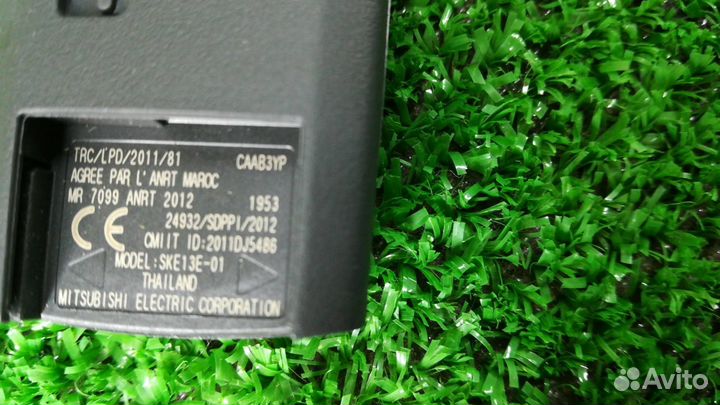 TRC/LPD/2011/81 CAAB3YP
AGREE PAR L'ANRT MAROC
MR 7099 ANRT 2012 1953
24932/SDPPI/2012
CE CMIIT ID:2011DJ5486
MODEL:SKE13E-01
THAILAND
MITSUBISHI ELECTRIC CORPORATION
Avito